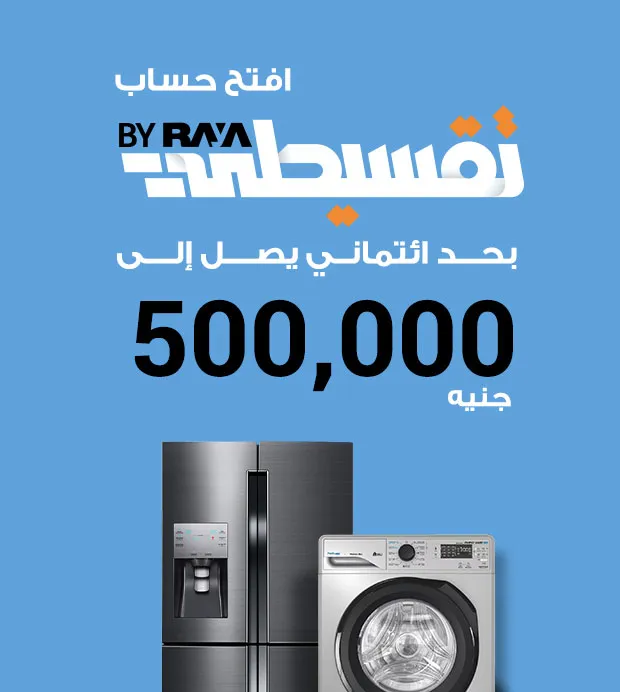 افتح حساب
تقسيطي
BY RAYA
بحد ائتماني يصل إلى
500,000
جنيه